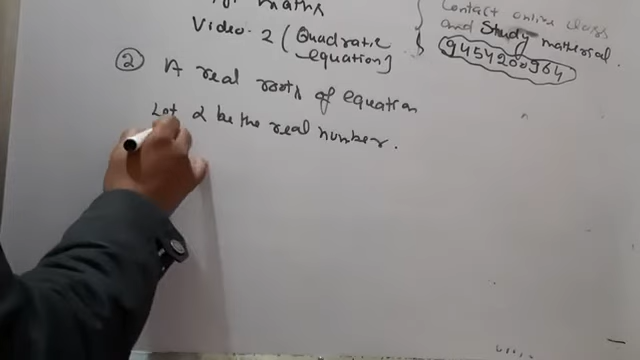 Maths
Video-2 (Quadratic
equation)
Contact online class
and Study material.
9454200964
② A real roots of equation
Let α be the real number.